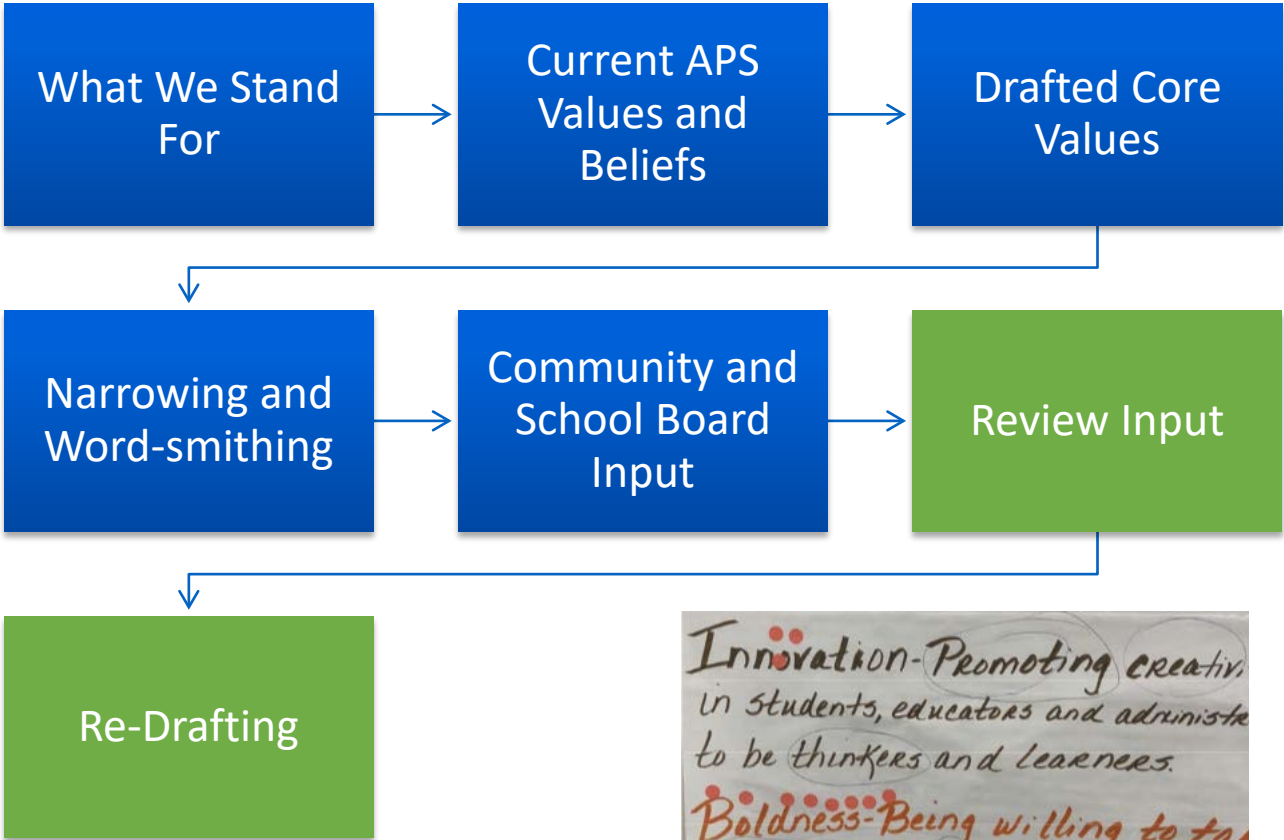 What We Stand
For
Current APS
Values and
Beliefs
Drafted Core
Values
Narrowing and
Word-smithing
Community and
School Board
Input
Review Input
Re-Drafting
Innovation-Promoting
in students, educators and
to be thinkers and learners.
Boldness-Being willing to